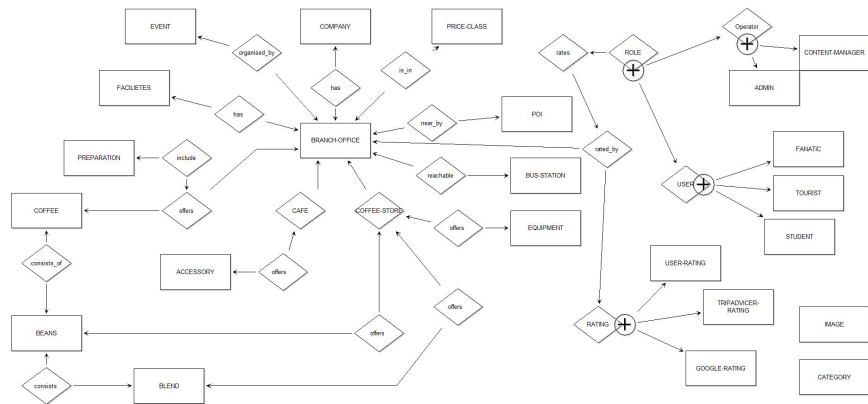 EVENT
COMPANY
PRICE-CLASS
Operator
organised_by
rates
ROLE
CONTENT-MANAGER
is_in
FACILIETES
has
ADMIN
has
near_by
POI
BRANCH-OFFICE
PREPARATION
include
rated_by
FANATIC
reachable
BUS-STATION
USER
TOURIST
COFFEE
offers
CAFE
COFFEE-STORE
offers
EQUIPMENT
STUDENT
consists_of
ACCESSORY
offers
USER-RATING
offers
TRIPADVICER-
RATING
RATING
IMAGE
BEANS
offers
GOOGLE-RATING
CATEGORY
consists
BLEND